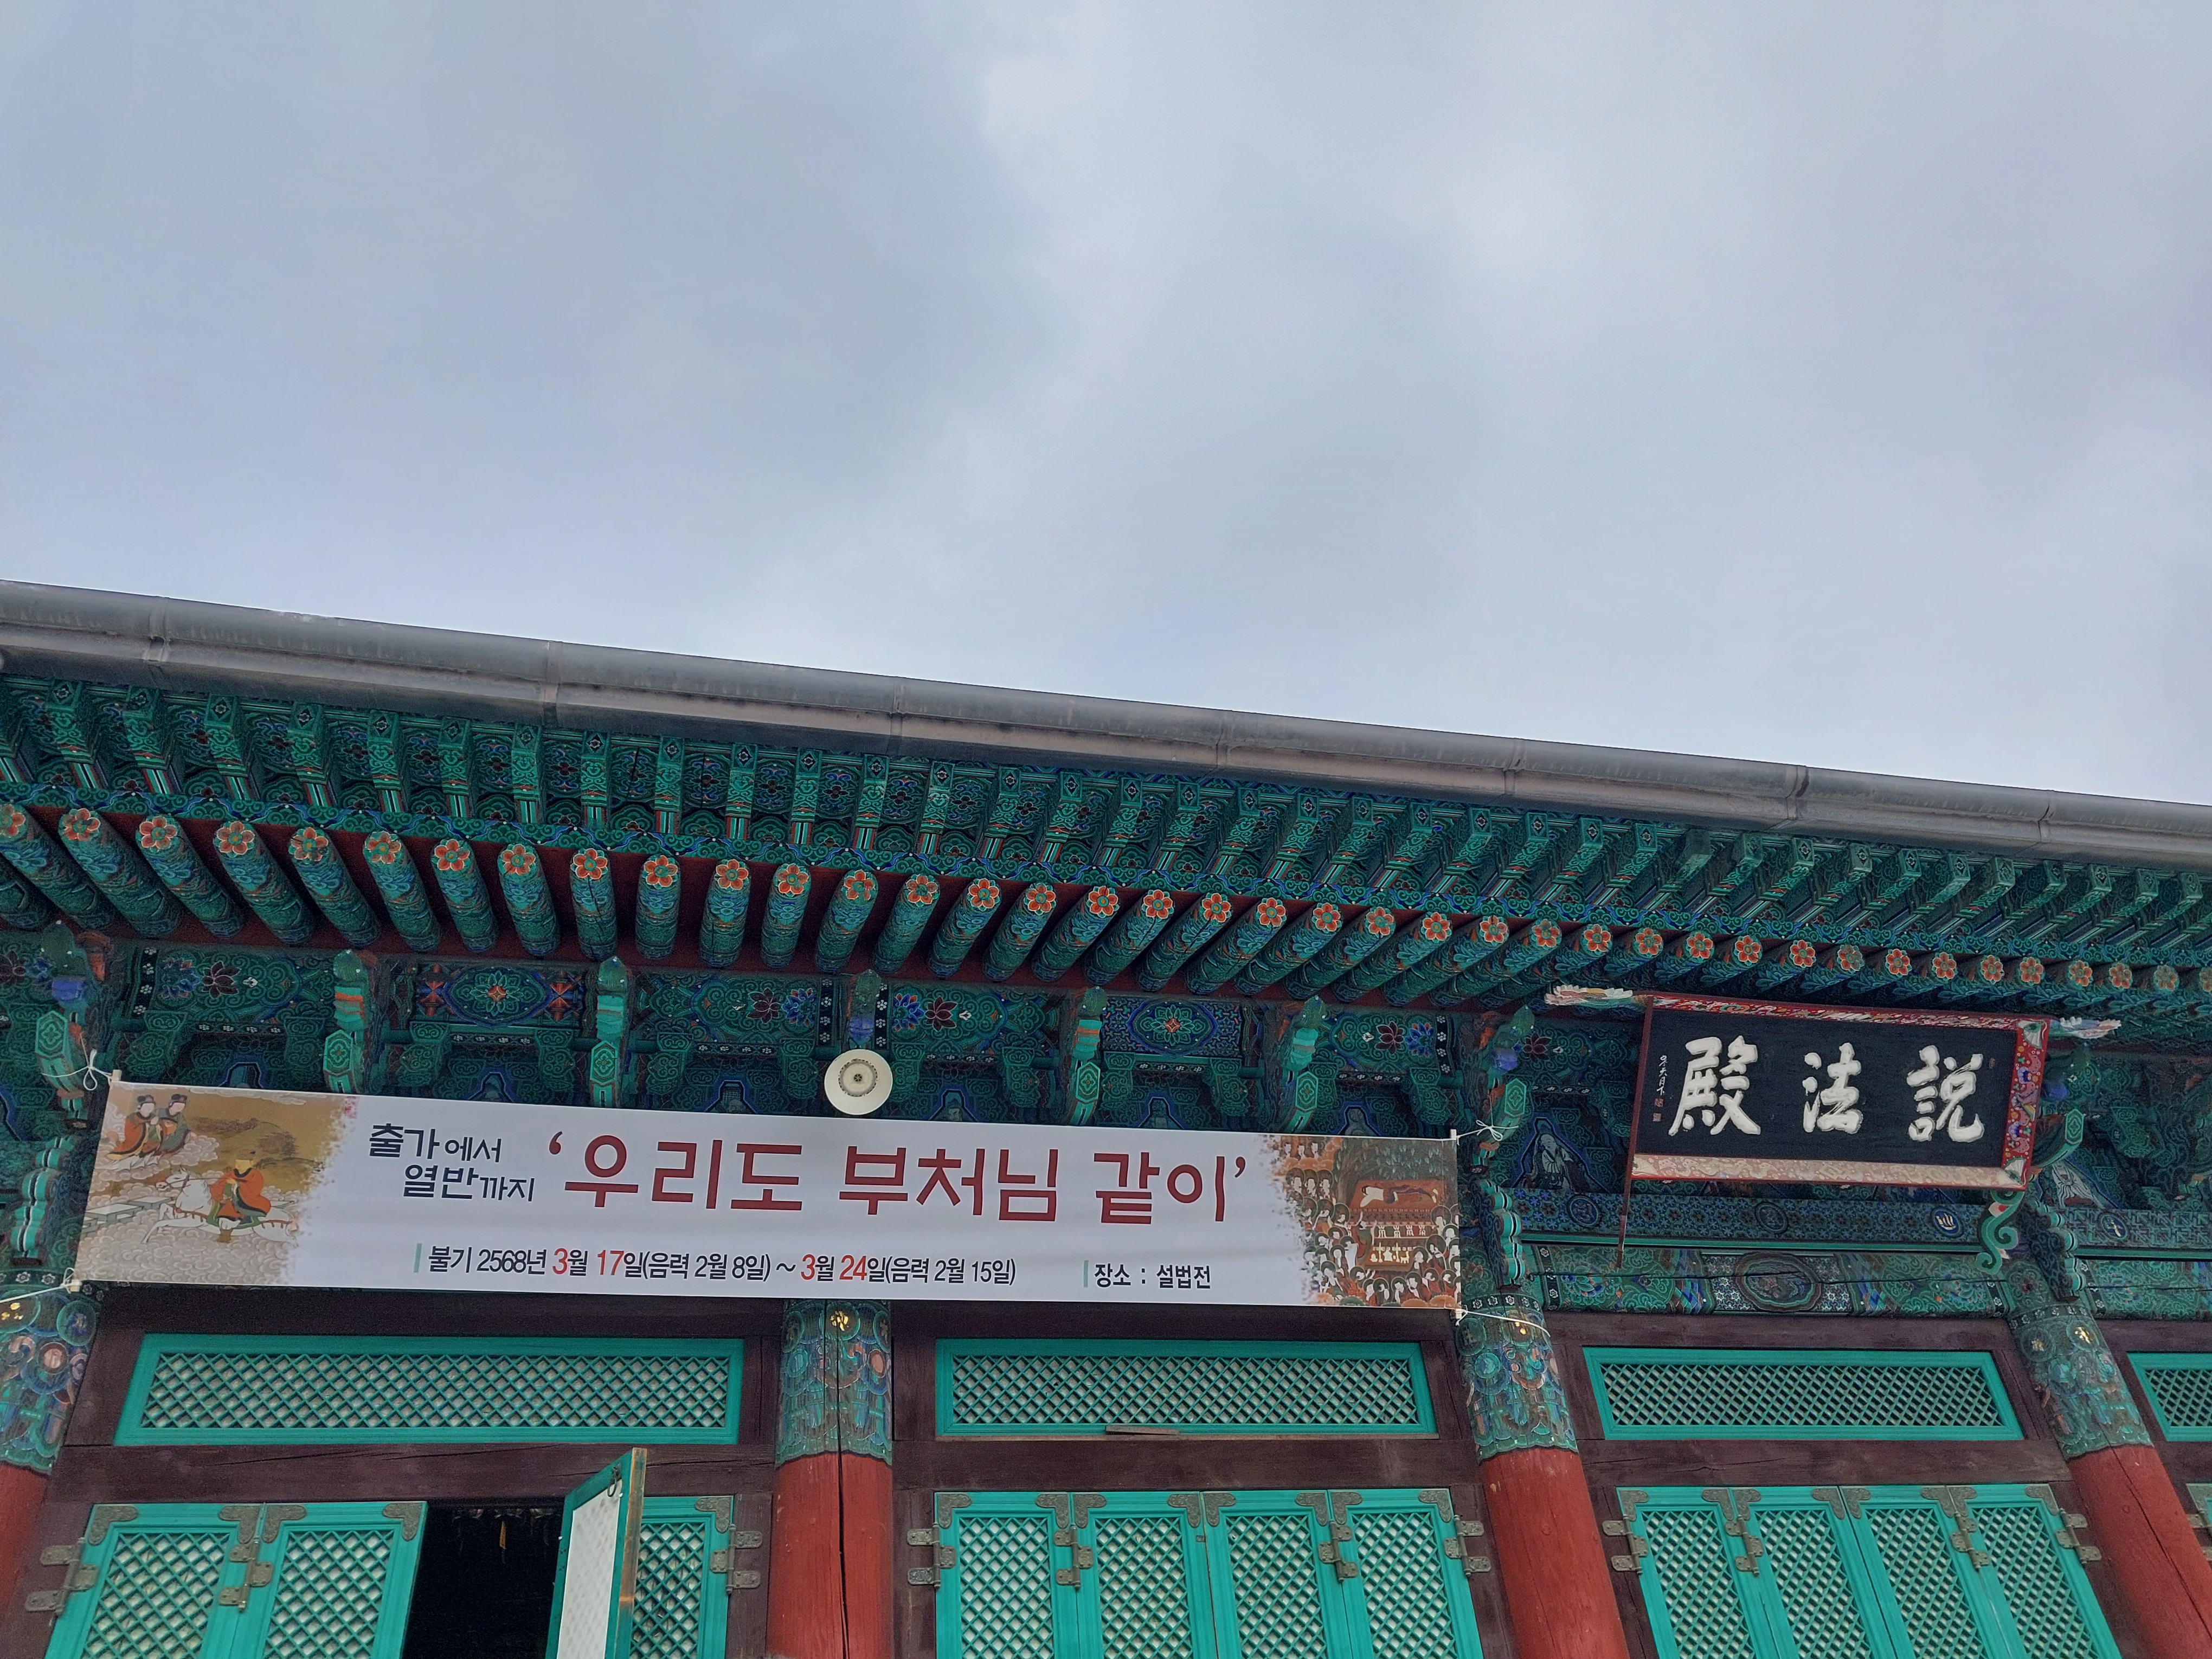 출가에서
열반까지
‘우리도 부처님 같이’
불기 2568년 3월 17일(음력 2월 8일) ~ 3월 24일(음력 2월 15일)
장소 : 설법전
殿法説